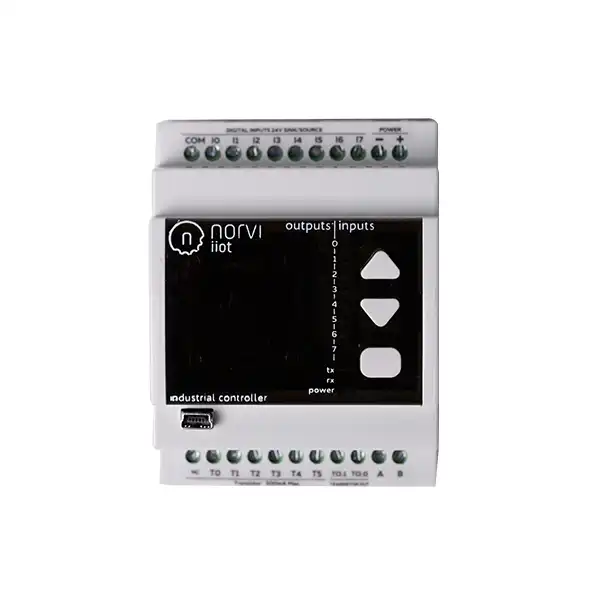 DIGITAL INPUTS 24V SINK/SOURCE POWER
COM I0 I1 I2 I3 I4 I5 I6 I7 - +
n norvi
iiot
outputs inputs
0
1
2
3
4
5
6
7
tx
rx
power
industrial controller
T0 T1 T2 T3 T4 T5 TO.1 TO.0 A B
Transistor 500mA Max